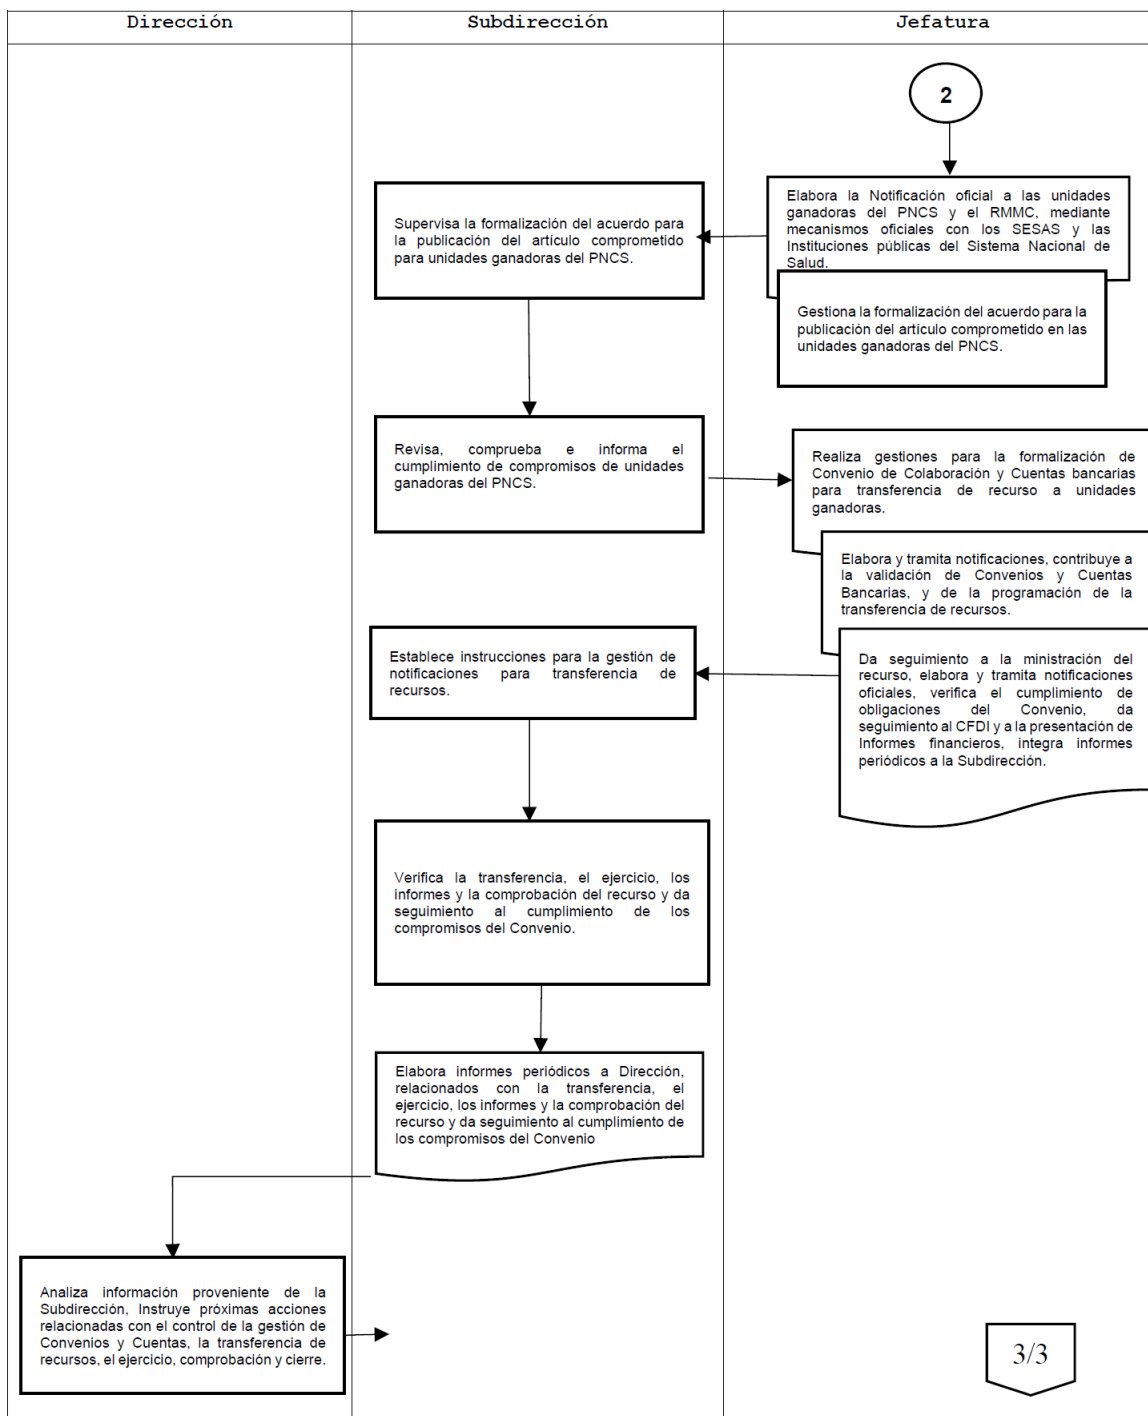 Dirección
Subdirección
Jefatura
2
Elabora la Notificación oficial a las unidades
ganadoras del PNCS y el RMMC, mediante
mecanismos oficiales con los SESAS y las
Instituciones públicas del Sistema Nacional de
Salud.
Gestiona la formalización del acuerdo para la
publicación del artículo comprometido en las
unidades ganadoras del PNCS.
Supervisa la formalización del acuerdo para
la publicación del artículo comprometido
para unidades ganadoras del PNCS.
Revisa, comprueba e informa el
cumplimiento de compromisos de unidades
ganadoras del PNCS.
Realiza gestiones para la formalización de
Convenio de Colaboración y Cuentas bancarias
para transferencia de recurso a unidades
ganadoras.
Elabora y tramita notificaciones, contribuye a
la validación de Convenios y Cuentas
Bancarias, y de la programación de la
transferencia de recursos.
Da seguimiento a la ministración del
recurso, elabora y tramita notificaciones
oficiales, verifica el cumplimiento de
obligaciones del Convenio, da
seguimiento al CFDI y a la presentación de
Informes financieros, integra informes
periódicos a la Subdirección.
Establece instrucciones para la gestión de
notificaciones para transferencia de
recursos.
Verifica la transferencia, el ejercicio, los
informes y la comprobación del recurso y da
seguimiento al cumplimiento de los
compromisos del Convenio.
Elabora informes periódicos a Dirección,
relacionados con la transferencia, el
ejercicio, los informes y la comprobación del
recurso y da seguimiento al cumplimiento de
los compromisos del Convenio
Analiza información proveniente de la
Subdirección, Instruye próximas acciones
relacionadas con el control de la gestión de
Convenios y Cuentas, la transferencia de
recursos, el ejercicio, comprobación y cierre.
3/3